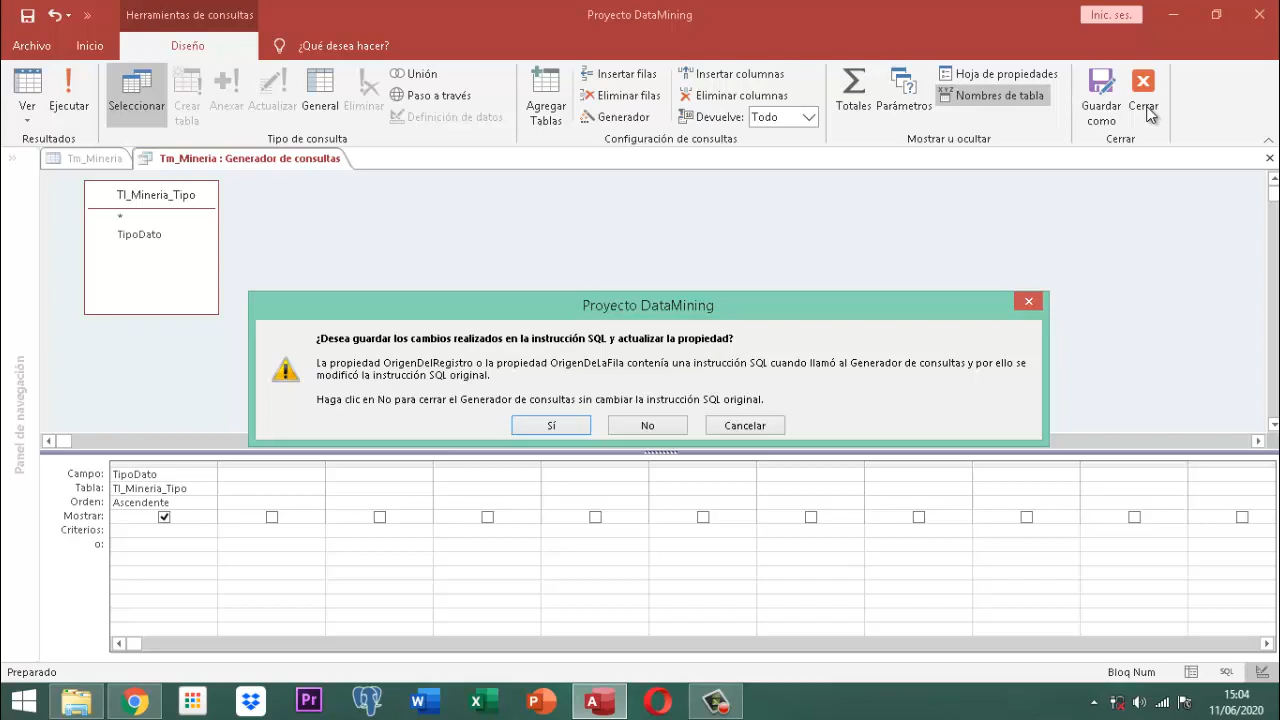 Herramientas de consultas
Proyecto DataMining
Inic. ses.
Archivo
Inicio
Diseño
¿Qué desea hacer?
Ver
Ejecutar
Resultados
Seleccionar
Crear tabla
Anexar
Actualizar
General
Eliminar
Unión
Paso a través
Definición de datos
Tipo de consulta
Agregar Tablas
Insertar filas
Eliminar filas
Generador
Insertar columnas
Eliminar columnas
Devuelve: Todo
Configuración de consultas
Totales
Parámetros
Hoja de propiedades
Nombres de tabla
Mostrar u ocultar
Guardar como
Cerrar
Cerrar
Tm_Mineria
Tm_Mineria : Generador de consultas
Tl_Mineria_Tipo
*
TipoDato
Panel de navegación
Proyecto DataMining
¿Desea guardar los cambios realizados en la instrucción SQL y actualizar la propiedad?
La propiedad OrigenDelRegistro o la propiedad OrigenDeLaFila contenía una instrucción SQL cuando llamó al Generador de consultas y por ello se
modificó la instrucción SQL original.
Haga clic en No para cerrar el Generador de consultas sin cambiar la instrucción SQL original.
Sí
No
Cancelar
Campo: TipoDato
Tabla: Tl_Mineria_Tipo
Orden: Ascendente
Mostrar:
Criterios:
o:
Preparado
Bloq Num
SQL
Pr
W
X
P
A
15:04
11/06/2020